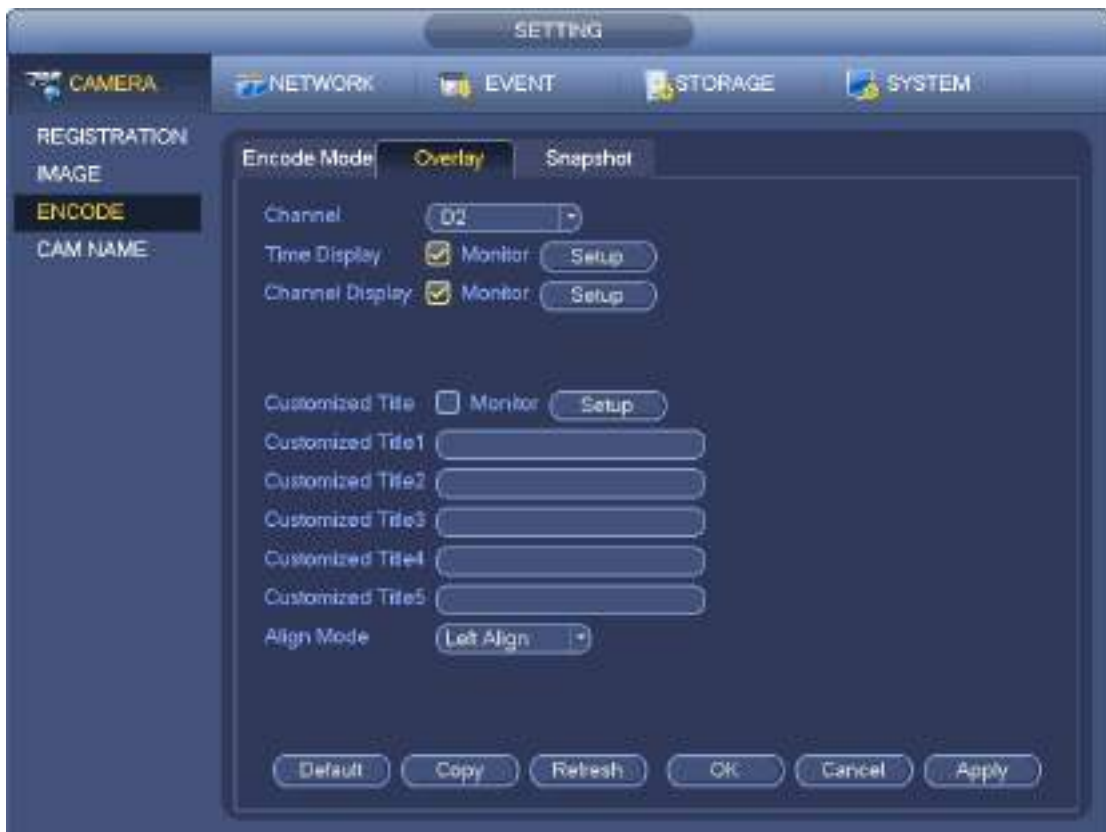 SETTING
CAMERA NETWORK EVENT STORAGE SYSTEM
REGISTRATION
IMAGE
ENCODE
CAM NAME
Encode Mode Overlay Snapshot
Channel D2
Time Display Monitor Setup
Channel Display Monitor Setup
Customized Title Monitor Setup
Customized Title1
Customized Title2
Customized Title3
Customized Title4
Customized Title5
Align Mode Left Align
Default Copy Refresh OK Cancel Apply